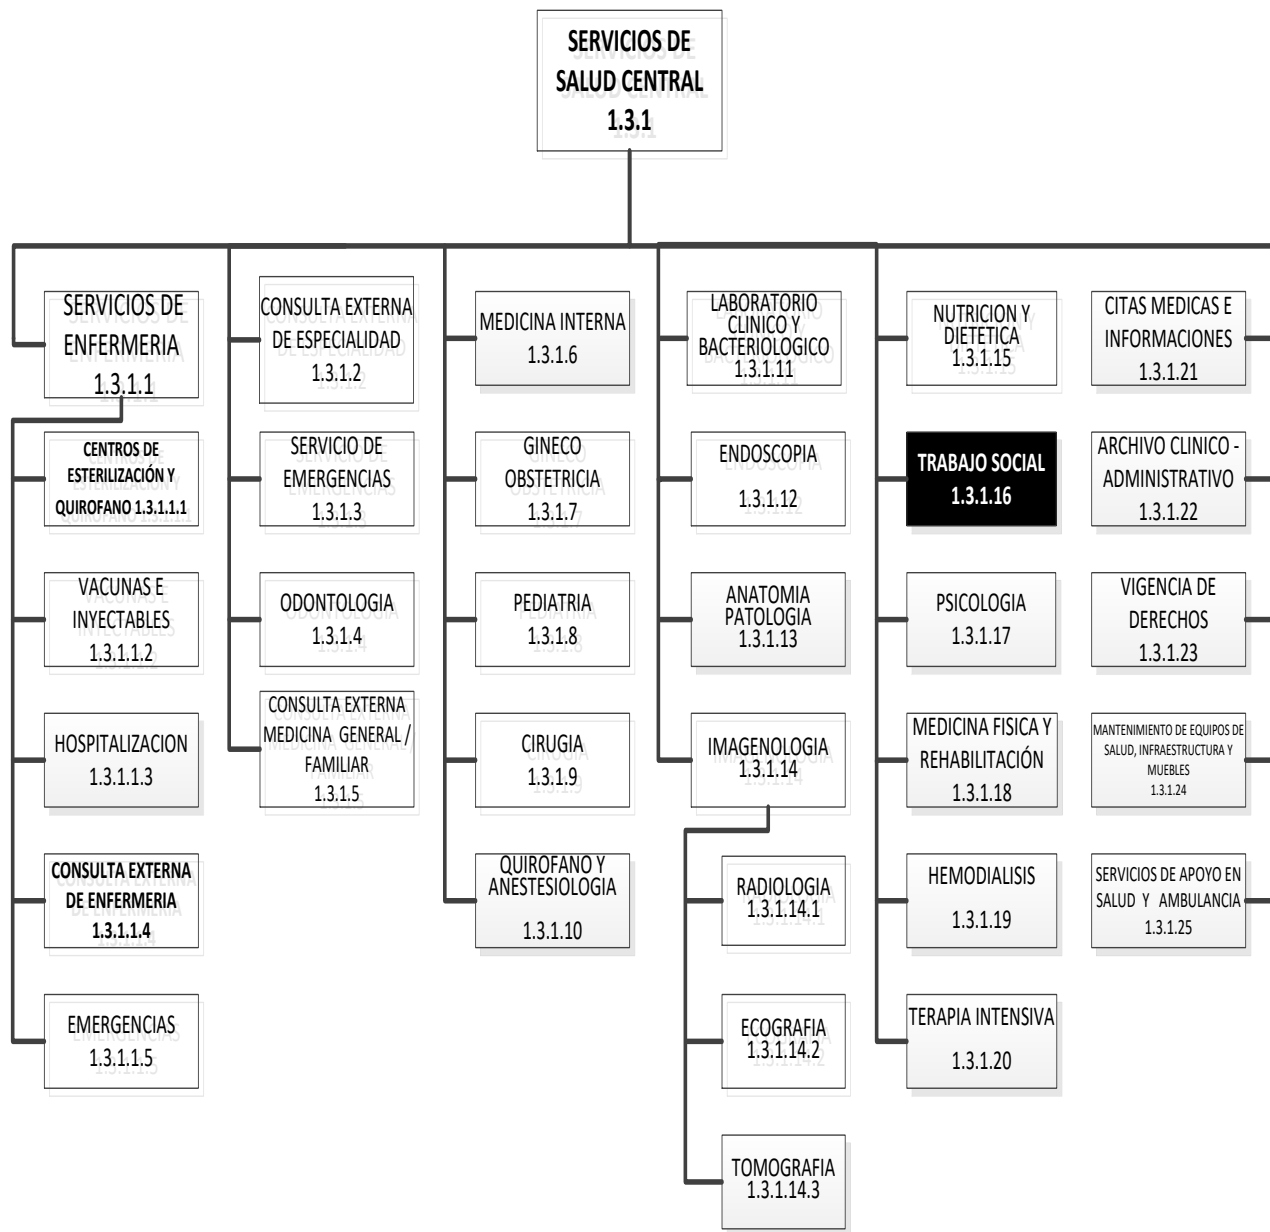 SERVICIOS DE
SALUD CENTRAL
1.3.1
SERVICIOS DE
ENFERMERIA
1.3.1.1
CENTROS DE
ESTERILIZACIÓN Y
QUIROFANO 1.3.1.1.1
VACUNAS E
INYECTABLES
1.3.1.1.2
HOSPITALIZACION
1.3.1.1.3
CONSULTA EXTERNA
DE ENFERMERIA
1.3.1.1.4
EMERGENCIAS
1.3.1.1.5
CONSULTA EXTERNA
DE ESPECIALIDAD
1.3.1.2
SERVICIO DE
EMERGENCIAS
1.3.1.3
ODONTOLOGIA
1.3.1.4
CONSULTA EXTERNA
MEDICINA GENERAL /
FAMILIAR
1.3.1.5
MEDICINA INTERNA
1.3.1.6
GINECO
OBSTETRICIA
1.3.1.7
PEDIATRIA
1.3.1.8
CIRUGIA
1.3.1.9
QUIROFANO Y
ANESTESIOLOGIA
1.3.1.10
LABORATORIO
CLINICO Y
BACTERIOLOGICO
1.3.1.11
ENDOSCOPIA
1.3.1.12
ANATOMIA
PATOLOGIA
1.3.1.13
IMAGENOLOGIA
1.3.1.14
RADIOLOGIA
1.3.1.14.1
ECOGRAFIA
1.3.1.14.2
TOMOGRAFIA
1.3.1.14.3
NUTRICION Y
DIETETICA
1.3.1.15
TRABAJO SOCIAL
1.3.1.16
PSICOLOGIA
1.3.1.17
MEDICINA FISICA Y
REHABILITACIÓN
1.3.1.18
HEMODIALISIS
1.3.1.19
TERAPIA INTENSIVA
1.3.1.20
CITAS MEDICAS E
INFORMACIONES
1.3.1.21
ARCHIVO CLINICO -
ADMINISTRATIVO
1.3.1.22
VIGENCIA DE
DERECHOS
1.3.1.23
MANTENIMIENTO DE EQUIPOS DE
SALUD, INFRAESTRUCTURA Y
MUEBLES
1.3.1.24
SERVICIOS DE APOYO EN
SALUD Y AMBULANCIA
1.3.1.25